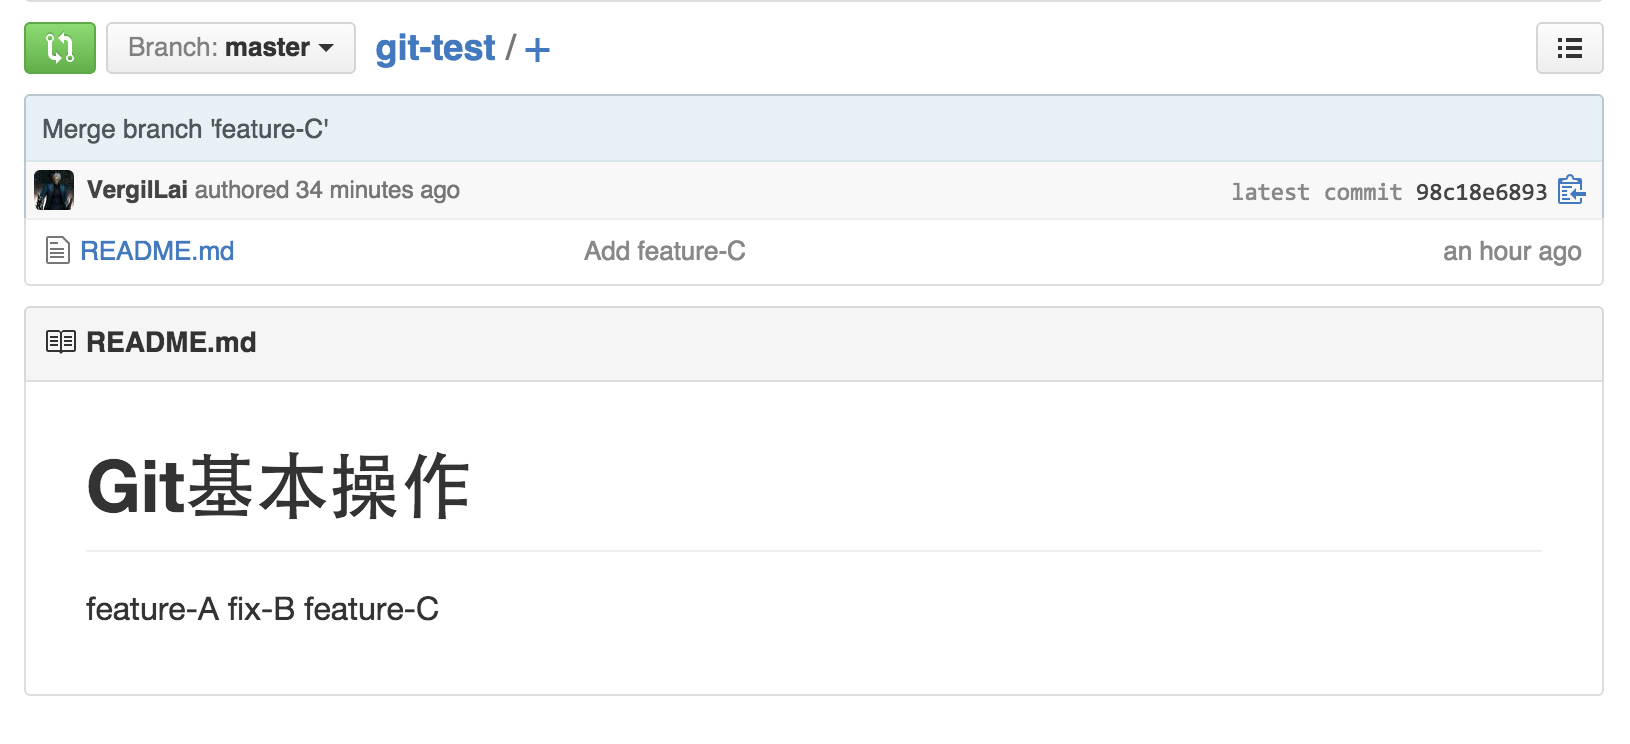 Branch: master git-test / +
Merge branch 'feature-C'
VergilLai authored 34 minutes ago latest commit 98c18e6893
README.md Add feature-C an hour ago
README.md
Git基本操作
feature-A fix-B feature-C